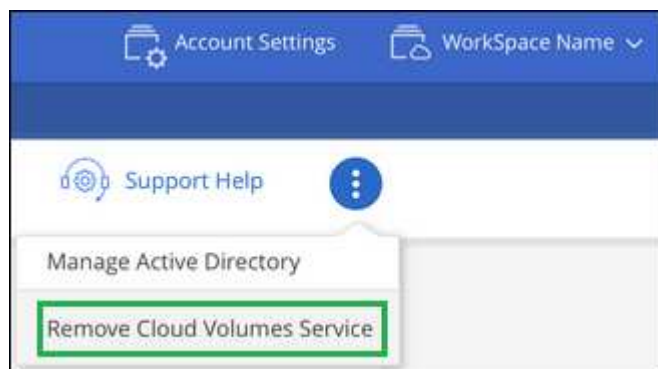 Account Settings
WorkSpace Name
Support Help
Manage Active Directory
Remove Cloud Volumes Service